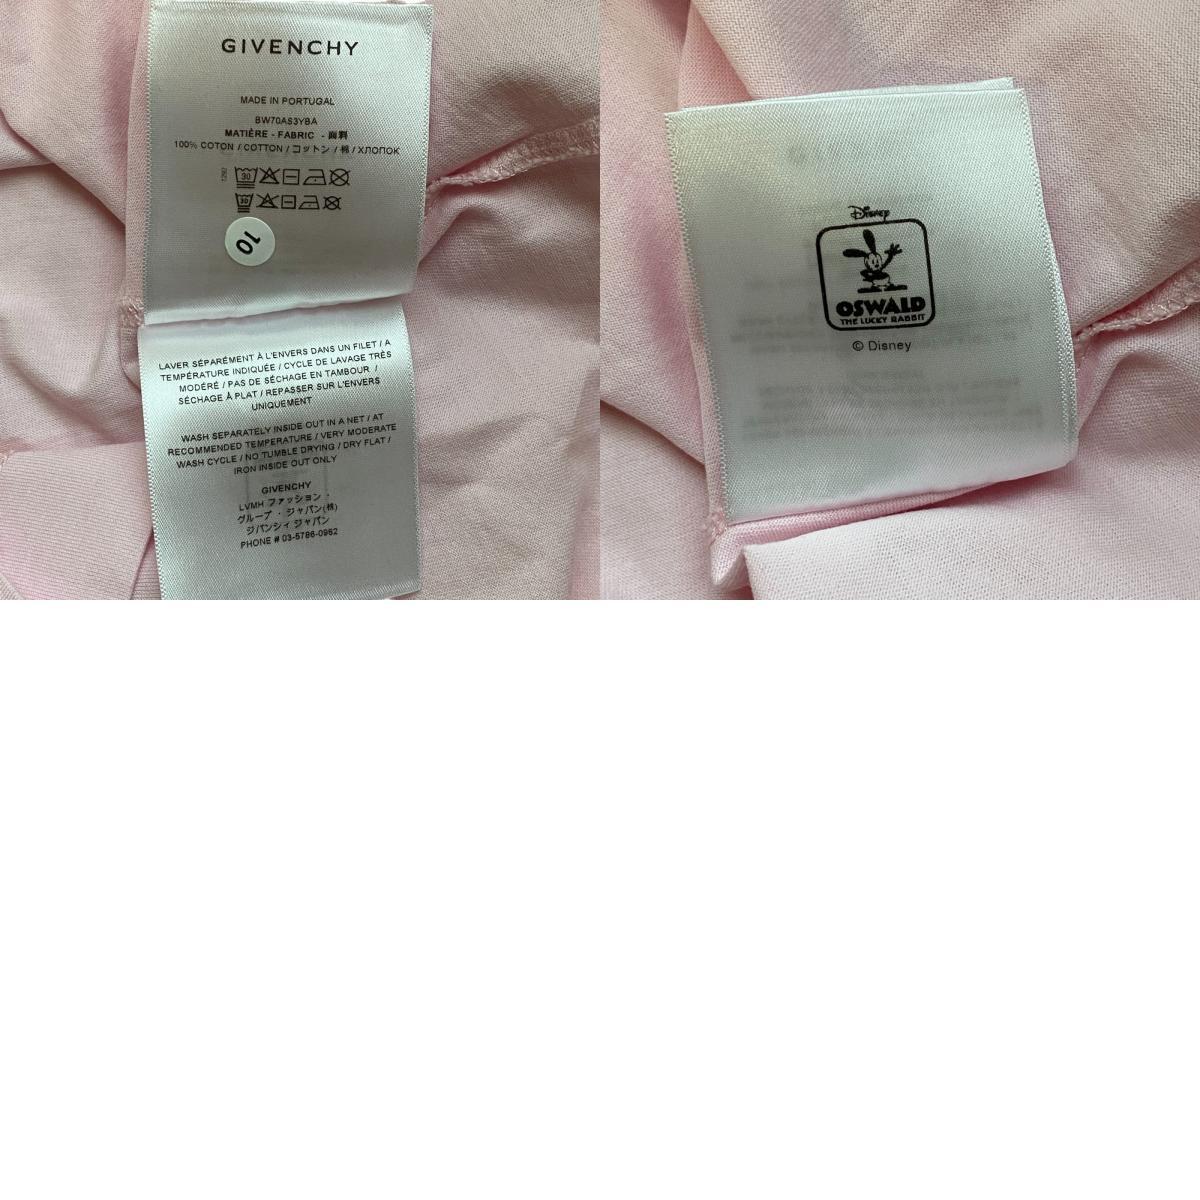 GIVENCHY
MADE IN PORTUGAL
BW70AS3YBA
MATIÈRE - FABRIC - 面料
100% COTON / COTTON / コットン / 棉 / ХЛОПОК
1292
30
30
10
LAVER SÉPARÉMENT À L'ENVERS DANS UN FILET / A
TEMPÉRATURE INDIQUÉE / CYCLE DE LAVAGE TRÈS
MODÉRÉ / PAS DE SÉCHAGE EN TAMBOUR /
SÉCHAGE À PLAT / REPASSER SUR L'ENVERS
UNIQUEMENT
WASH SEPARATELY INSIDE OUT IN A NET / AT
RECOMMENDED TEMPERATURE / VERY MODERATE
WASH CYCLE / NO TUMBLE DRYING / DRY FLAT /
IRON INSIDE OUT ONLY
GIVENCHY
LVMH ファッション ·
グループ · ジャパン(株)
ジバンシィ ジャパン
PHONE # 03-5786-0962
Disney
OSWALD
THE LUCKY RABBIT
© Disney